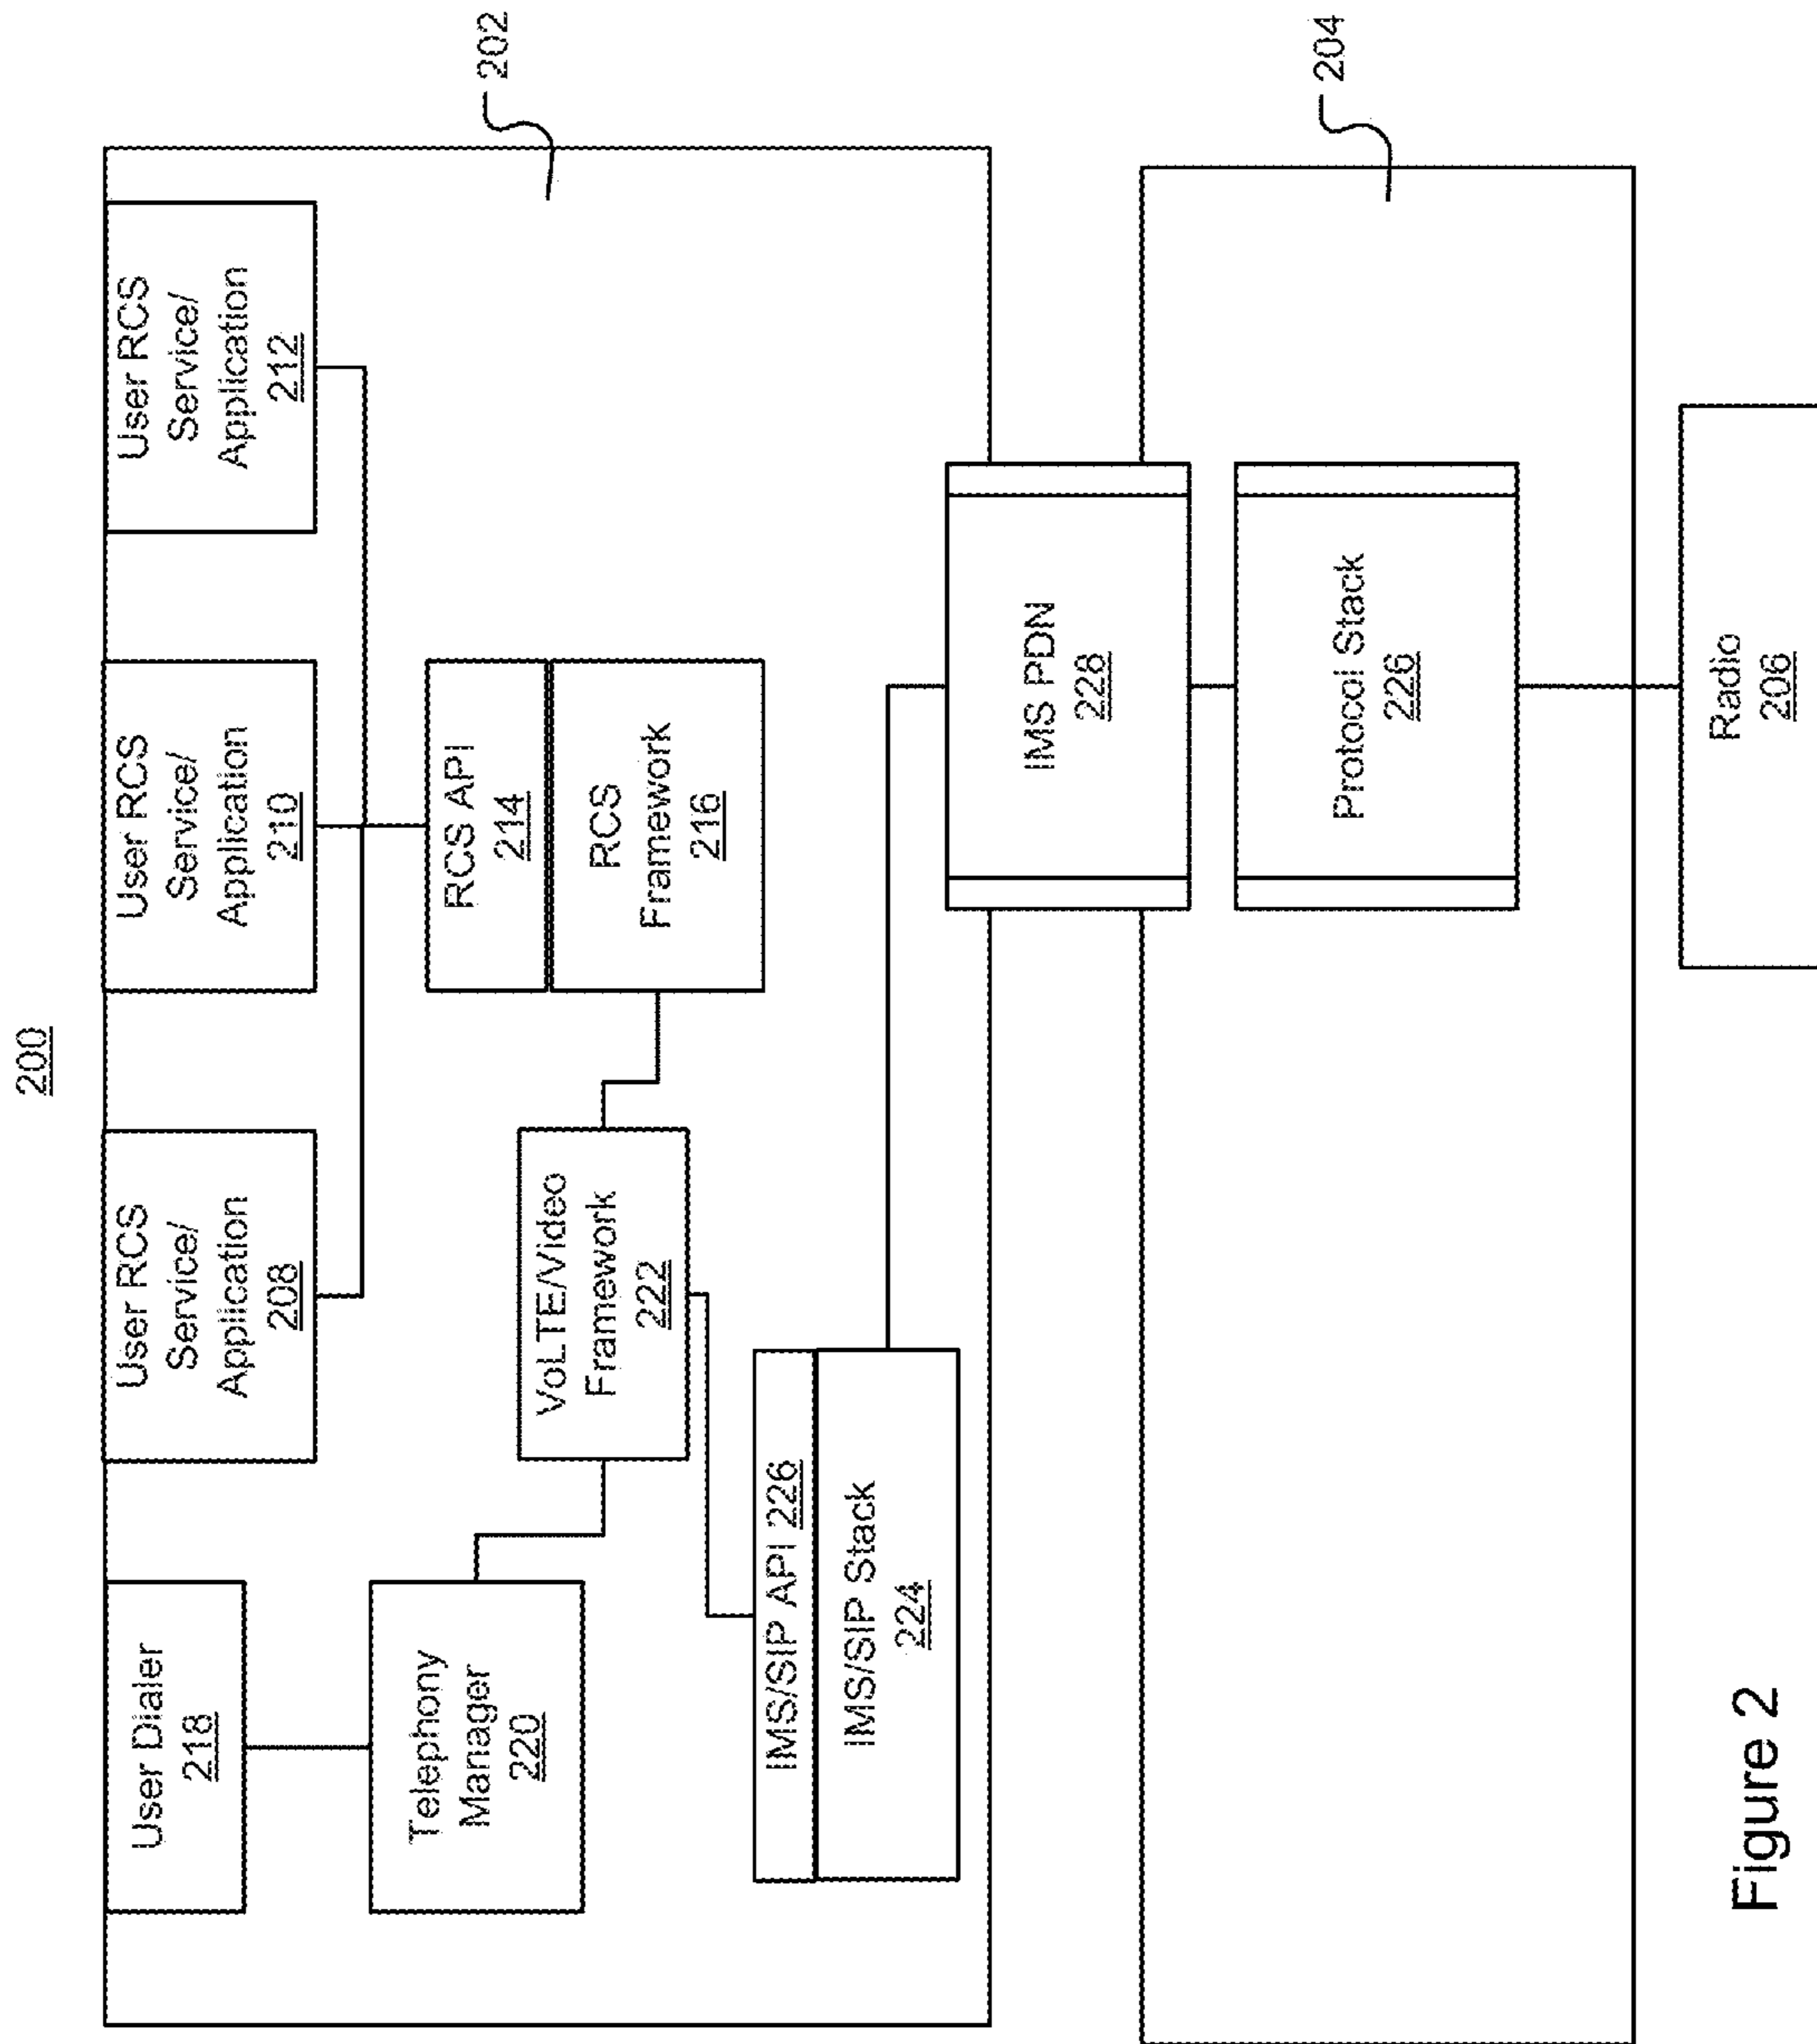 200
User Dialer
218
User RCS
Service/
Application
208
User RCS
Service/
Application
210
User RCS
Service/
Application
212
Telephony
Manager
220
RCS API
214
VoLTE/Video
Framework
222
RCS
Framework
216
202
IMS/SIP API 226
IMS/SIP Stack
224
IMS PDN
228
Protocol Stack
226
204
Radio
206
Figure 2